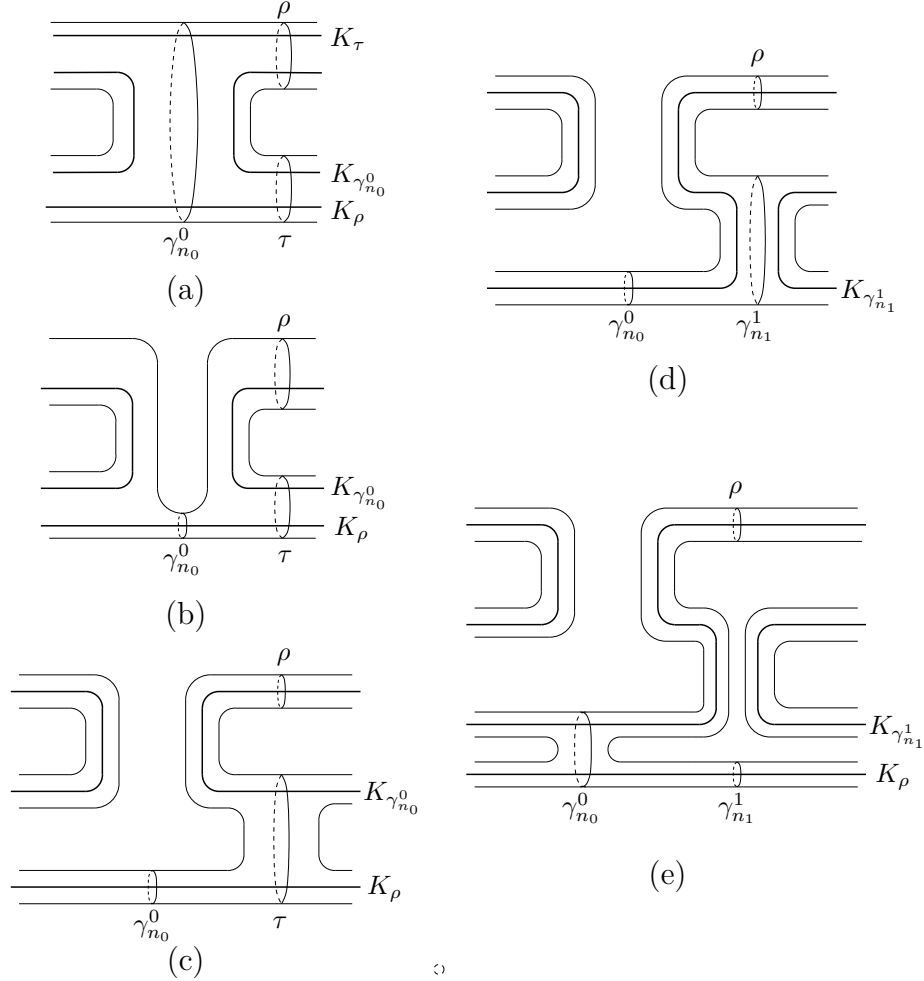 ρ
K_τ
K_{γ^0_{n_0}}
K_ρ
γ^0_{n_0} τ
(a)
ρ
K_{γ^0_{n_0}}
K_ρ
γ^0_{n_0} τ
(b)
ρ
K_{γ^0_{n_0}}
K_ρ
γ^0_{n_0} τ
(c)
ρ
K_{γ^1_{n_1}}
γ^0_{n_0} γ^1_{n_1}
(d)
ρ
K_{γ^1_{n_1}}
K_ρ
γ^0_{n_0} γ^1_{n_1}
(e)